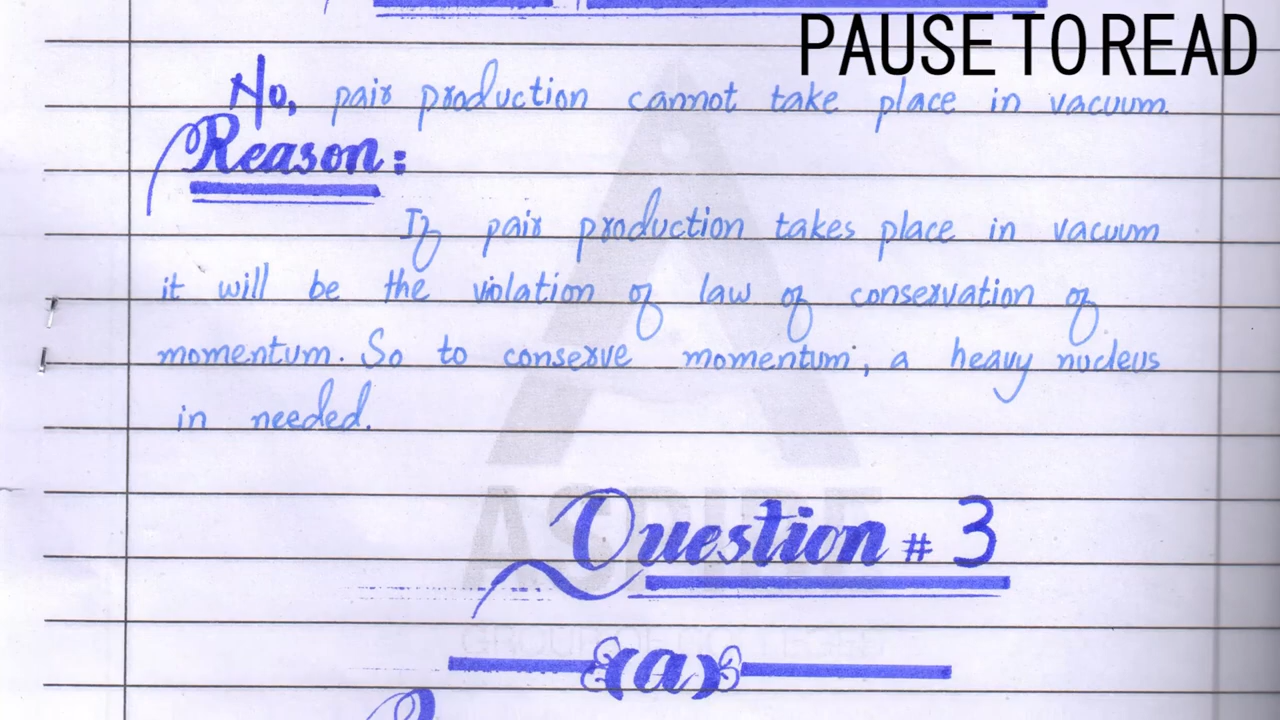 PAUSE TO READ
No, pair production cannot take place in vacuum.
Reason:
If pair production takes place in vacuum
it will be the violation of law of conservation of
momentum. So to conserve momentum, a heavy nucleus
in needed.
Question # 3
(a)